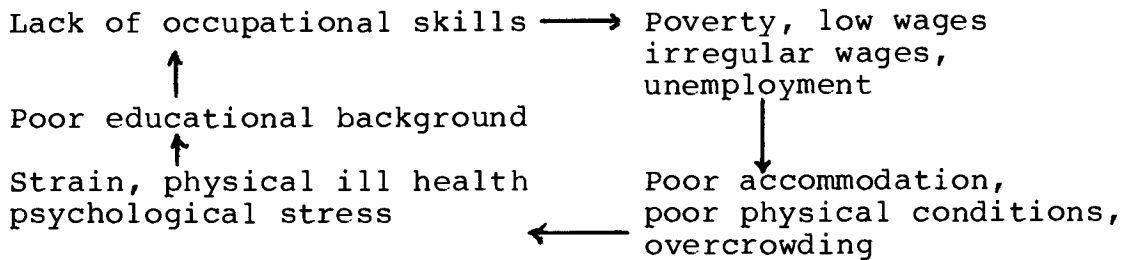 Lack of occupational skills
Poverty, low wages
irregular wages,
unemployment
Poor educational background
Strain, physical ill health
psychological stress
Poor accommodation,
poor physical conditions,
overcrowding